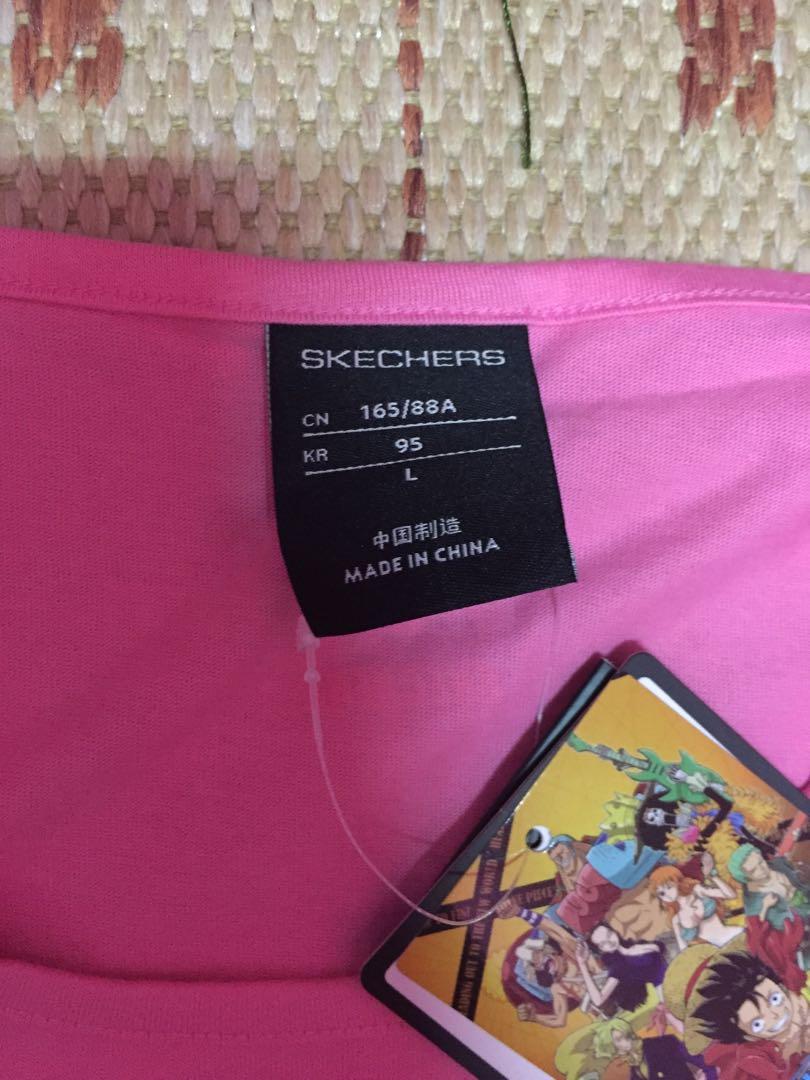 SKECHERS
CN 165/88A
KR 95
L
中国制造
MADE IN CHINA